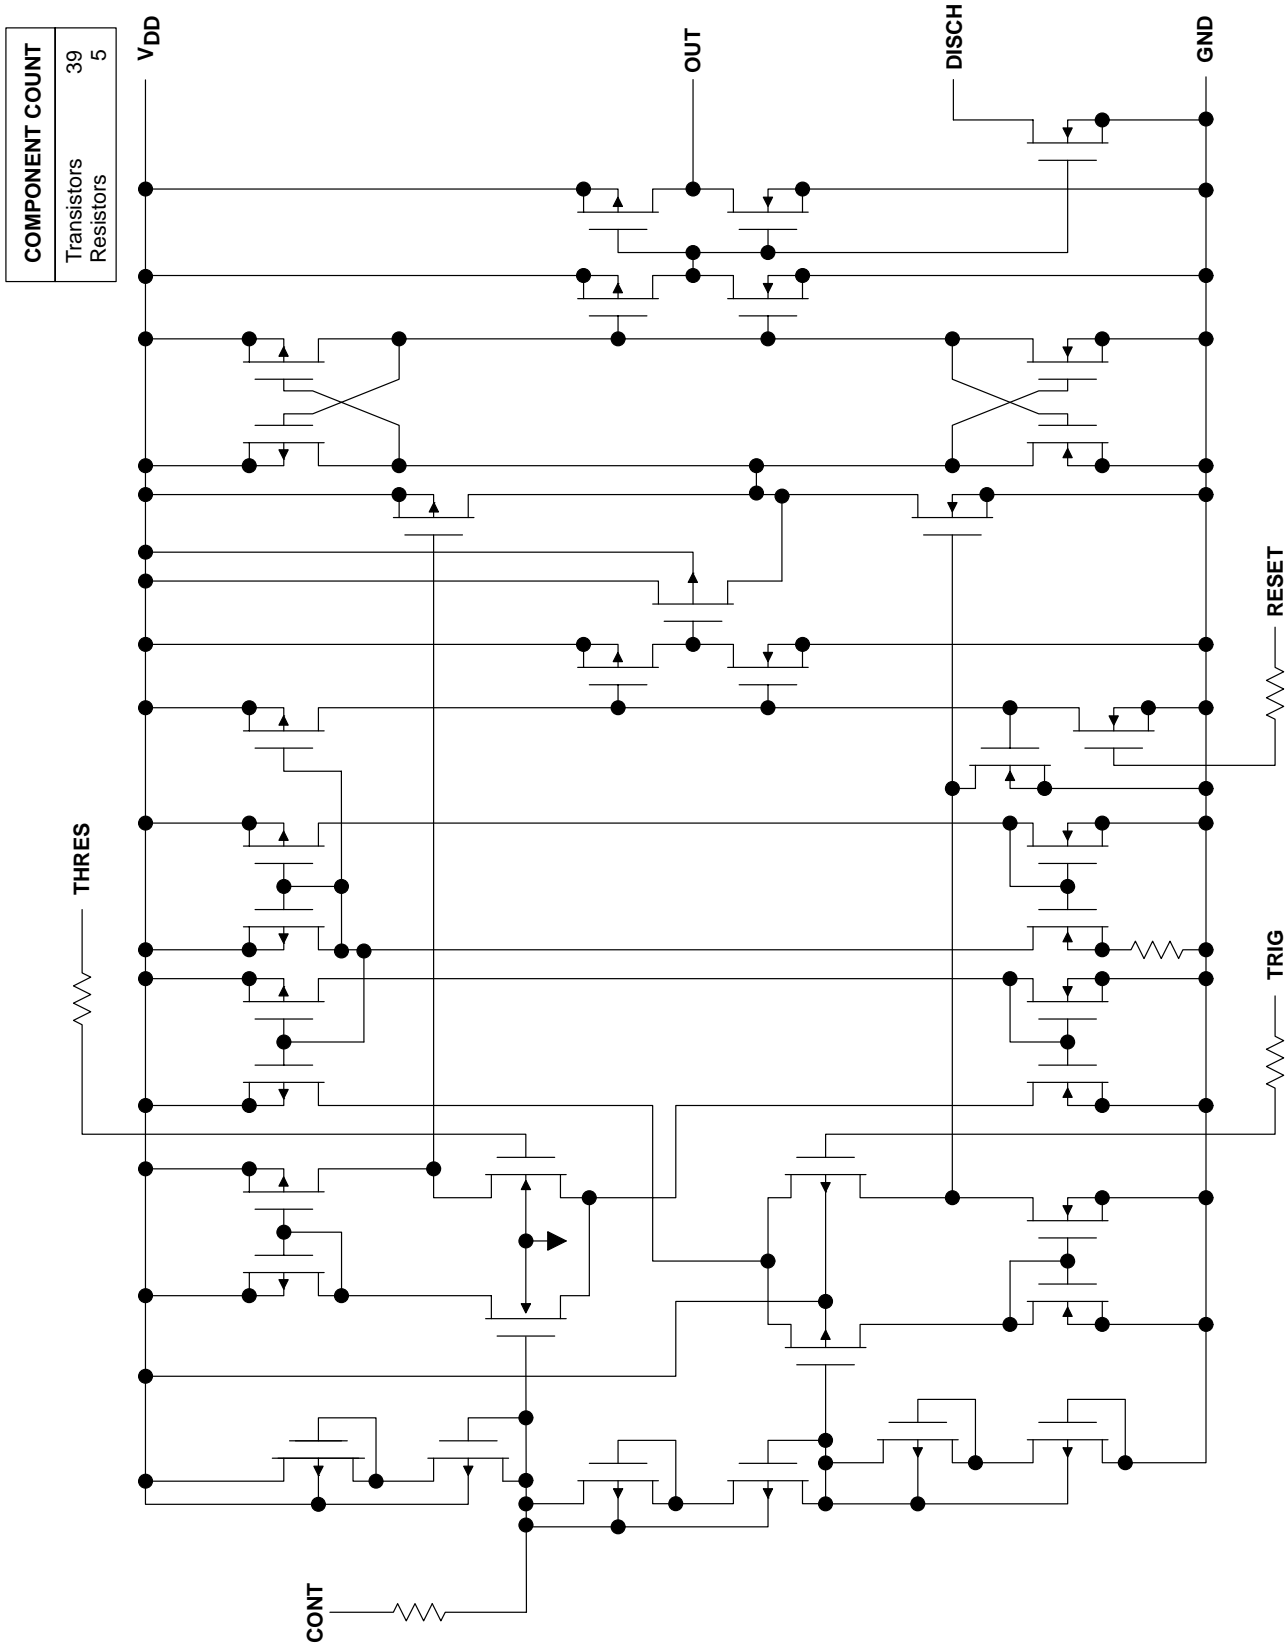 COMPONENT COUNT
Transistors 39
Resistors 5
VDD
OUT
DISCH
GND
RESET
THRES
TRIG
CONT